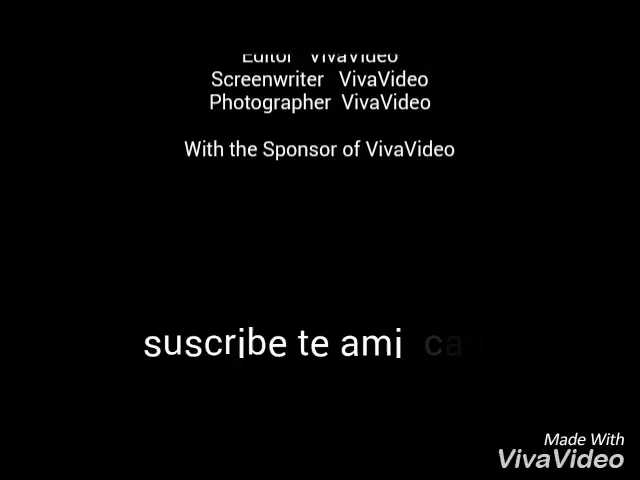 Editor VivaVideo
Screenwriter VivaVideo
Photographer VivaVideo
With the Sponsor of VivaVideo
suscribe te ami
Made With
VivaVideo